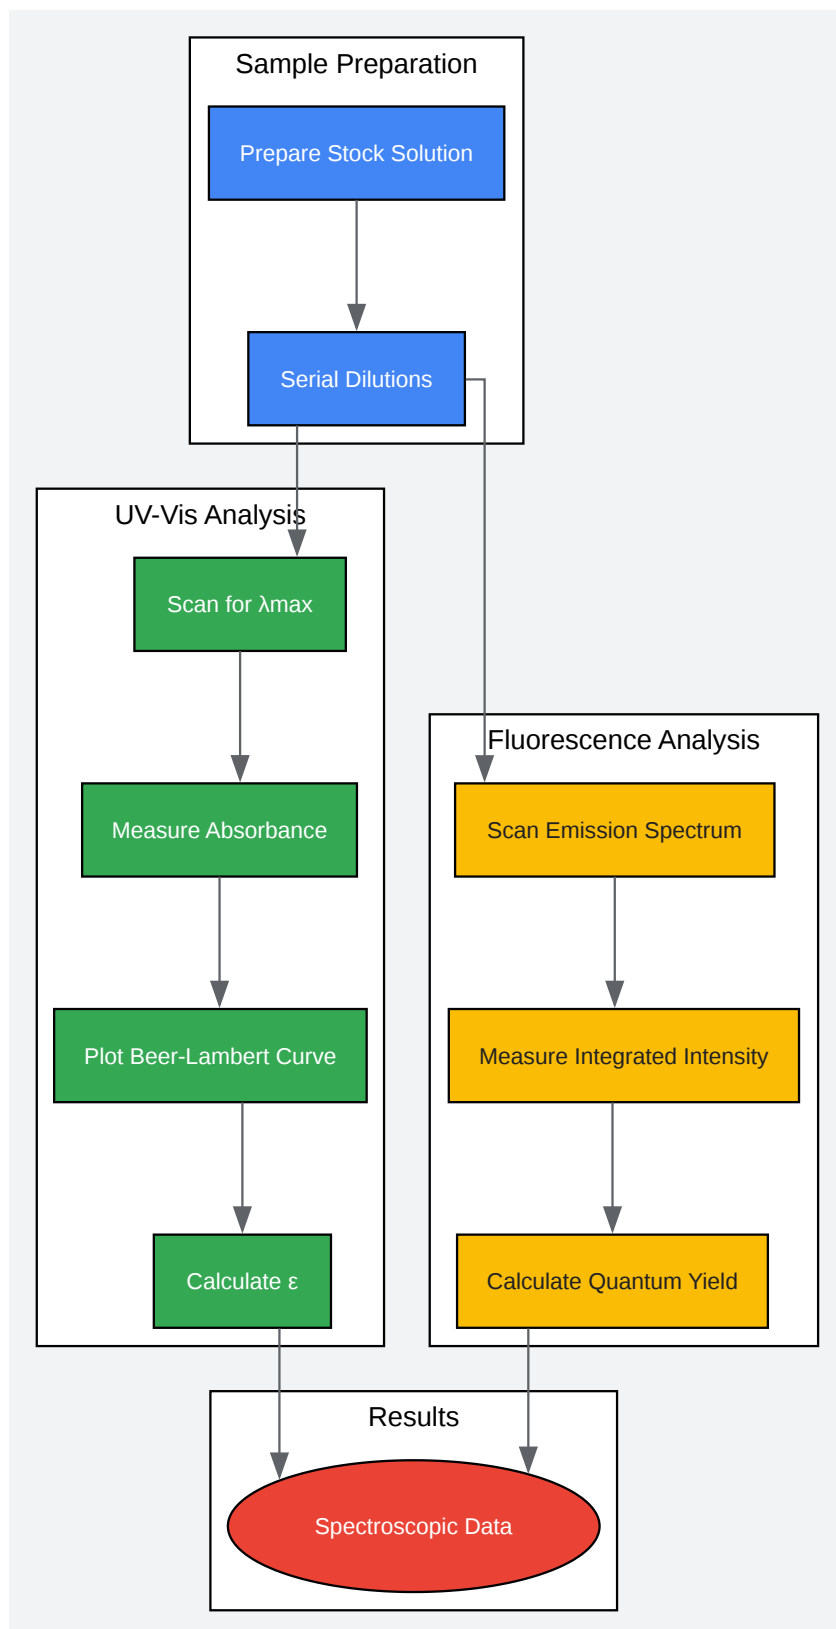 Sample Preparation
Prepare Stock Solution
Serial Dilutions
UV-Vis Analysis
Scan for λmax
Measure Absorbance
Plot Beer-Lambert Curve
Calculate ε
Fluorescence Analysis
Scan Emission Spectrum
Measure Integrated Intensity
Calculate Quantum Yield
Results
Spectroscopic Data